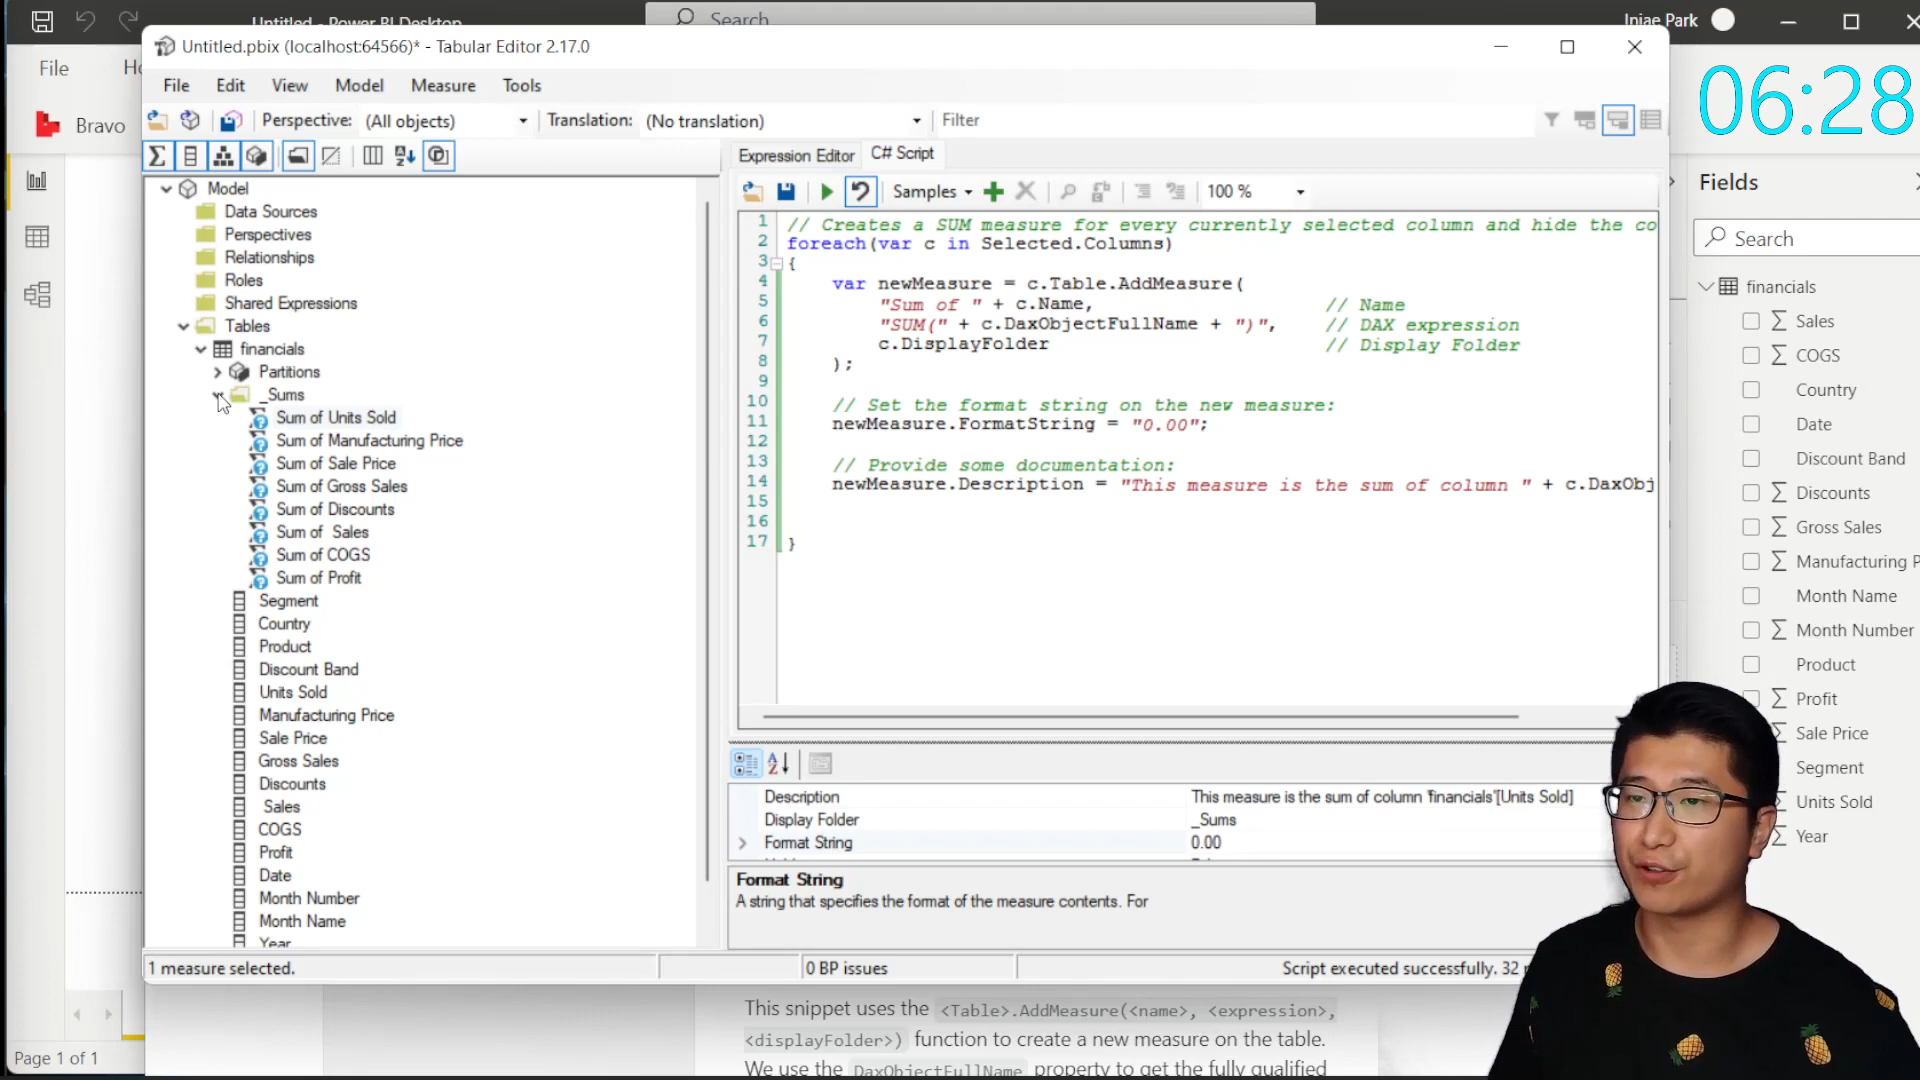 Untitled - Power BI Desktop
Search
Injae Park
File
Bravo
06:28
Untitled.pbix (localhost:64566)* - Tabular Editor 2.17.0
File Edit View Model Measure Tools
Perspective: (All objects) Translation: (No translation) Filter
Model
Data Sources
Perspectives
Relationships
Roles
Shared Expressions
Tables
financials
Partitions
_Sums
Sum of Units Sold
Sum of Manufacturing Price
Sum of Sale Price
Sum of Gross Sales
Sum of Discounts
Sum of  Sales
Sum of COGS
Sum of Profit
Segment
Country
Product
Discount Band
Units Sold
Manufacturing Price
Sale Price
Gross Sales
Discounts
Sales
COGS
Profit
Date
Month Number
Month Name
Year
Expression Editor C# Script
Samples 100 %
1 // Creates a SUM measure for every currently selected column and hide the co
2 foreach(var c in Selected.Columns)
3 {
4 var newMeasure = c.Table.AddMeasure(
5 "Sum of " + c.Name, // Name
6 "SUM(" + c.DaxObjectFullName + ")", // DAX expression
7 c.DisplayFolder // Display Folder
8 );
9
10 // Set the format string on the new measure:
11 newMeasure.FormatString = "0.00";
12
13 // Provide some documentation:
14 newMeasure.Description = "This measure is the sum of column " + c.DaxObj
15
16
17 }
Description This measure is the sum of column 'financials'[Units Sold]
Display Folder _Sums
Format String 0.00
Format String
A string that specifies the format of the measure contents. For
1 measure selected. 0 BP issues Script executed successfully. 32
This snippet uses the <Table>.AddMeasure(<name>, <expression>,
<displayFolder>) function to create a new measure on the table.
We use the DaxObjectFullName property to get the fully qualified
Page 1 of 1
Fields
Search
financials
Sales
COGS
Country
Date
Discount Band
Discounts
Gross Sales
Manufacturing P
Month Name
Month Number
Product
Profit
Sale Price
Segment
Units Sold
Year